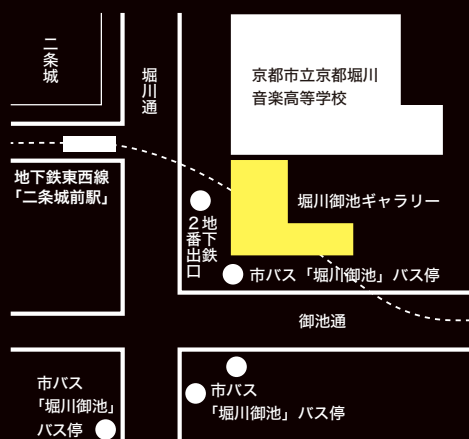 二条城
堀川通
京都市立京都堀川
音楽高等学校
地下鉄東西線
「二条城前駅」
堀川御池ギャラリー
地下鉄
2番出口
市バス「堀川御池」バス停
御池通
市バス
「堀川御池」
バス停
市バス
「堀川御池」バス停